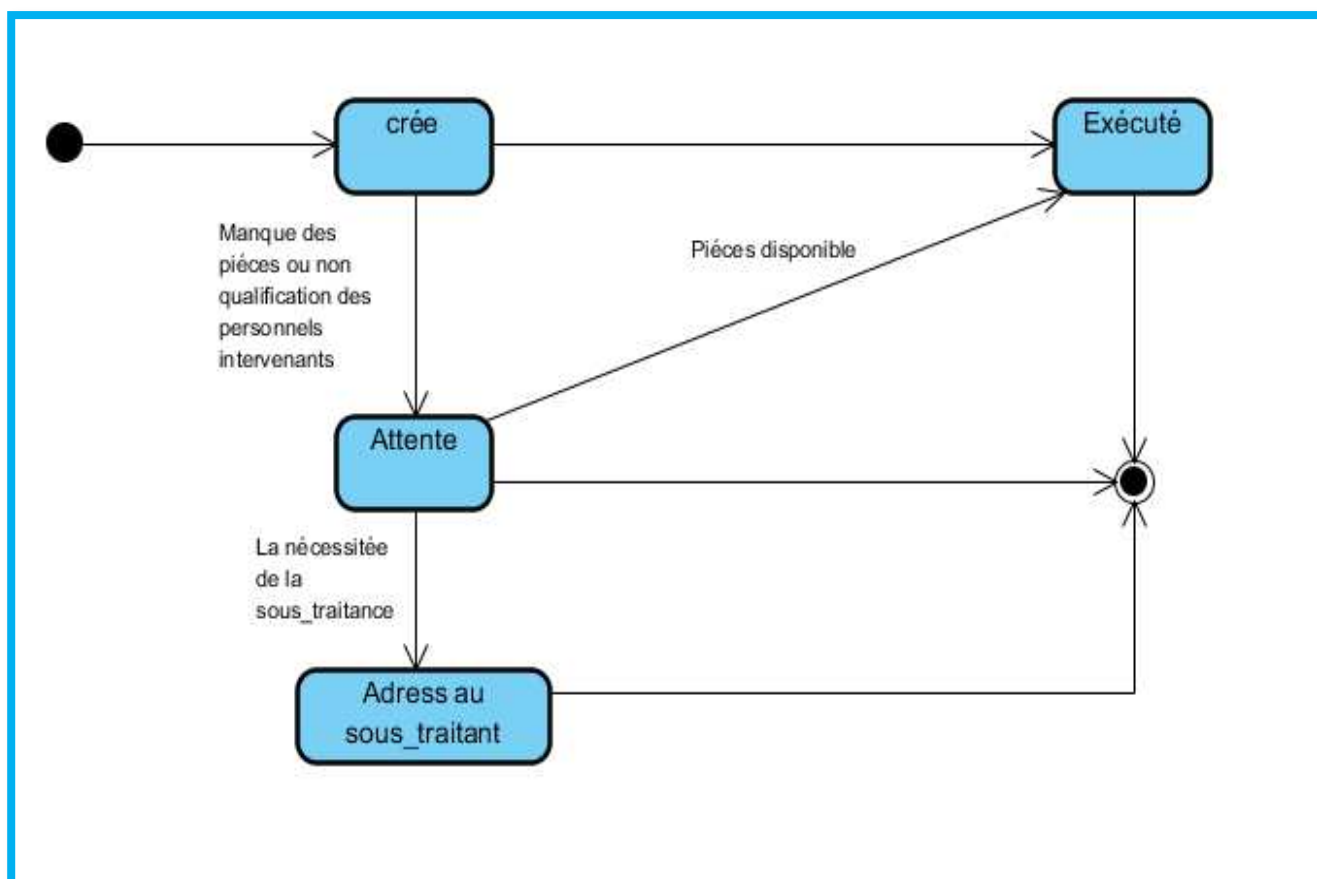 crée
Exécuté
Manque des
piéces ou non
qualification des
personnels
intervenants
Piéces disponible
Attente
La nécessitée
de la
sous_traitance
Adress au
sous_traitant